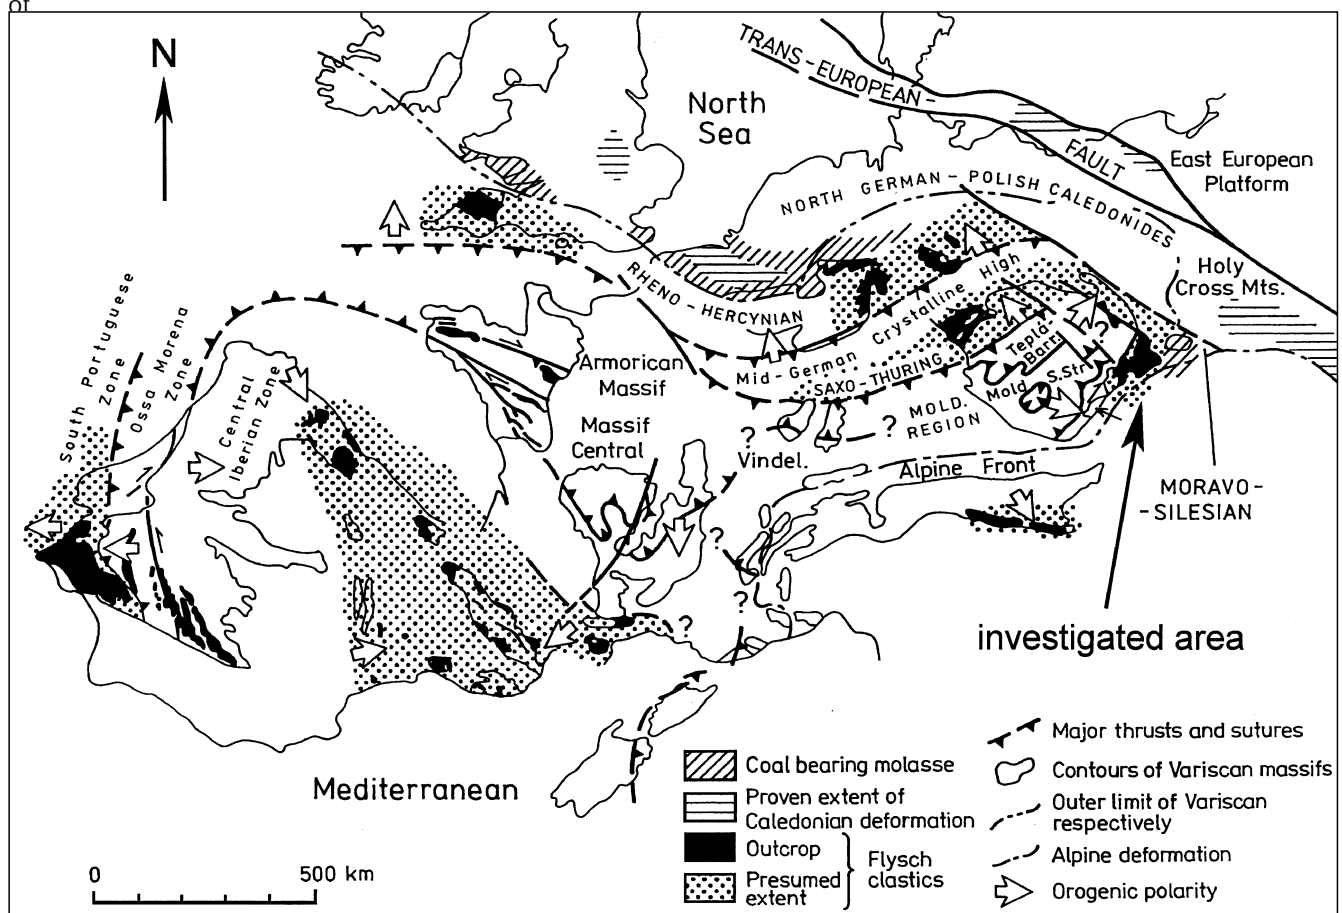 of
N
North
Sea
TRANS-EUROPEAN-
FAULT
East European
Platform
NORTH GERMAN-POLISH CALEDONIDES
Holy
Cross Mts.
RHENO-HERCYNIAN
Mid-German Crystalline High
SAXO-THURING.
Tepla
Barr.
?
Mold.
S.Str.
MOLD.
REGION
?
?
Vindel.
Alpine Front
MORAVO-
-SILESIAN
investigated area
South Portuguese
Zone
Ossa Morena
Zone
Central
Iberian Zone
Armorican
Massif
Massif
Central
?
?
?
Mediterranean
0
500 km
Coal bearing molasse
Proven extent of
Caledonian deformation
Outcrop
Presumed
extent
Flysch
clastics
Major thrusts and sutures
Contours of Variscan massifs
Outer limit of Variscan
respectively
Alpine deformation
Orogenic polarity